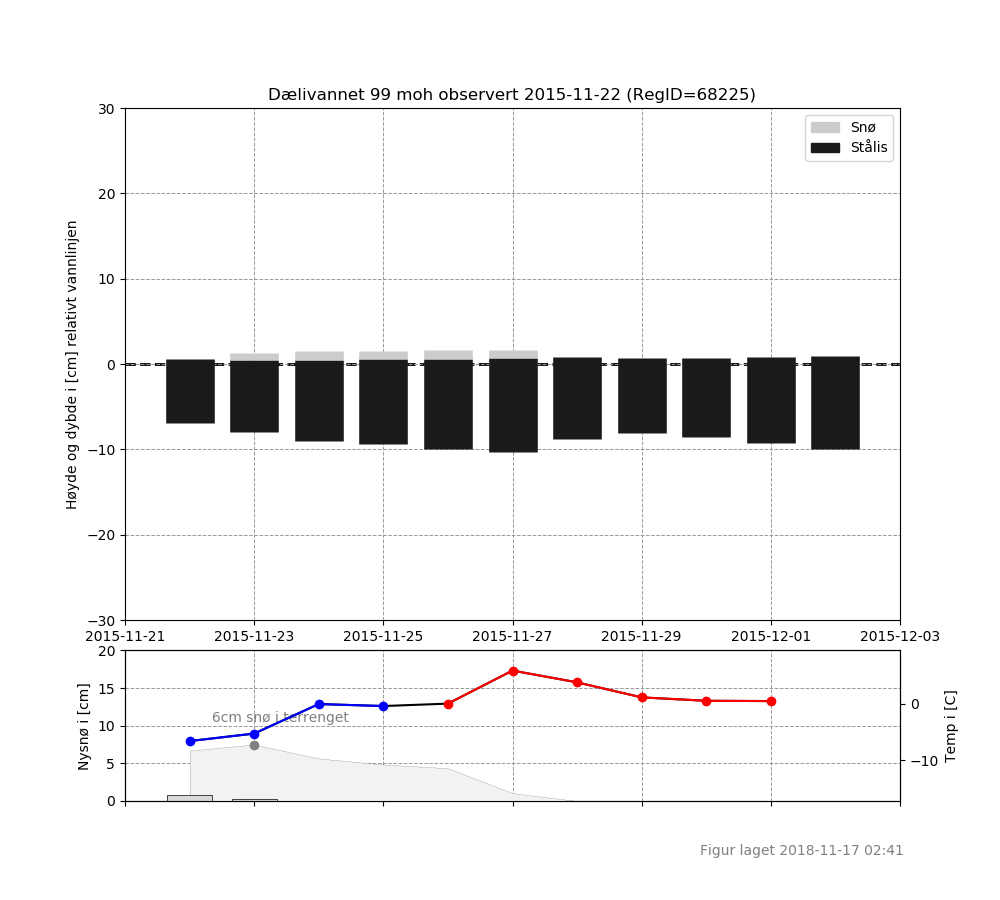 Dælivannet 99 moh observert 2015-11-22 (RegID=68225)
Snø
Stålis
Høyde og dybde i [cm] relativt vannlinjen
30
20
10
0
−10
−20
−30
2015-11-21 2015-11-23 2015-11-25 2015-11-27 2015-11-29 2015-12-01 2015-12-03
Nysnø i [cm]
20
15
10
5
0
6cm snø i terrenget
0
−10
Temp i [C]
Figur laget 2018-11-17 02:41